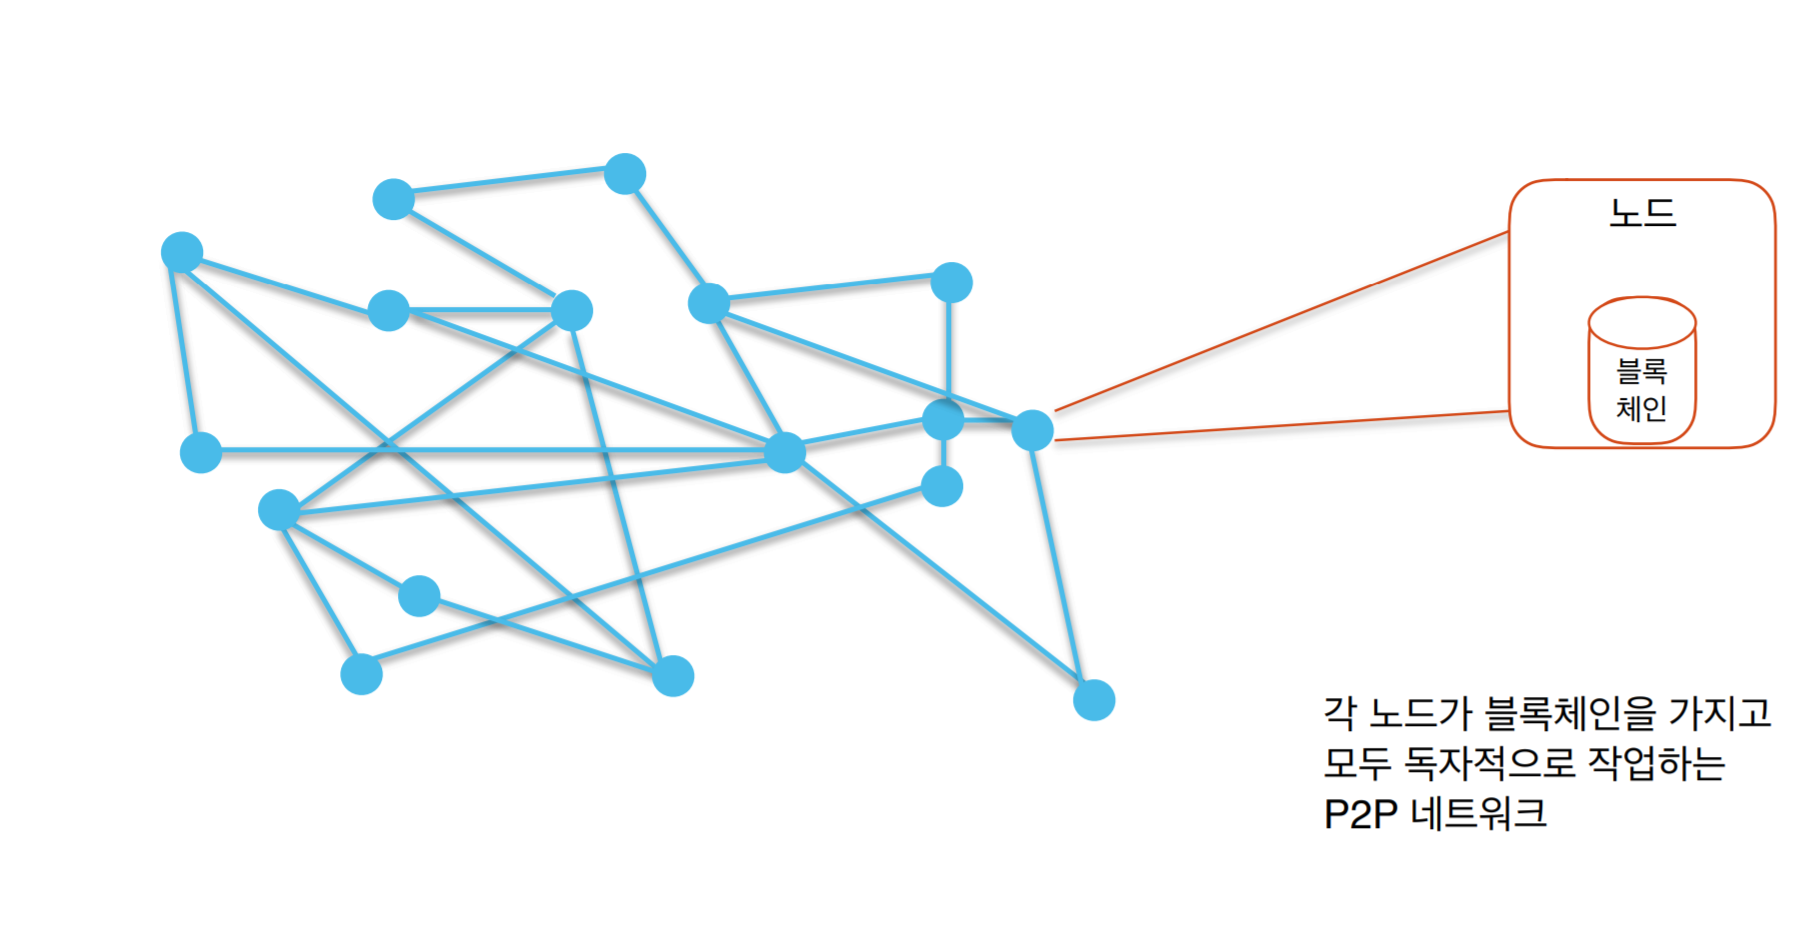 노드
블록
체인
각 노드가 블록체인을 가지고
모두 독자적으로 작업하는
P2P 네트워크